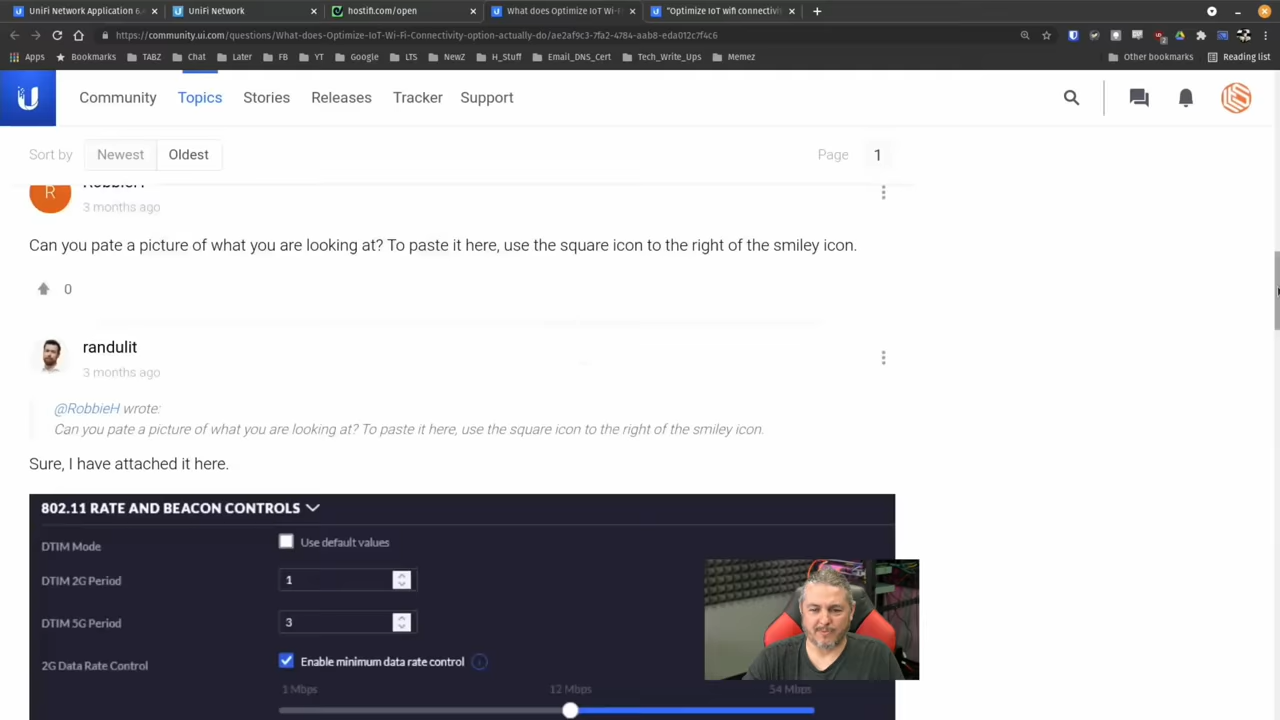 UniFi Network Application 6.
UniFi Network
hostifi.com/open
What does Optimize IoT Wi-
"Optimize IoT wifi connectivi
https://community.ui.com/questions/What-does-Optimize-IoT-Wi-Fi-Connectivity-option-actually-do/ae2af9c3-7fa2-4784-aab8-eda012c7f4c6
Apps
Bookmarks
TABZ
Chat
Later
FB
YT
Google
LTS
NewZ
H_Stuff
Email_DNS_Cert
Tech_Write_Ups
Memez
Other bookmarks
Reading list
Community
Topics
Stories
Releases
Tracker
Support
Sort by
Newest
Oldest
Page
1
R
RobbieH
3 months ago
Can you pate a picture of what you are looking at? To paste it here, use the square icon to the right of the smiley icon.
0
randulit
3 months ago
@RobbieH wrote:
Can you pate a picture of what you are looking at? To paste it here, use the square icon to the right of the smiley icon.
Sure, I have attached it here.
802.11 RATE AND BEACON CONTROLS
DTIM Mode
Use default values
DTIM 2G Period
1
DTIM 5G Period
3
2G Data Rate Control
Enable minimum data rate control
1 Mbps
12 Mbps
54 Mbps